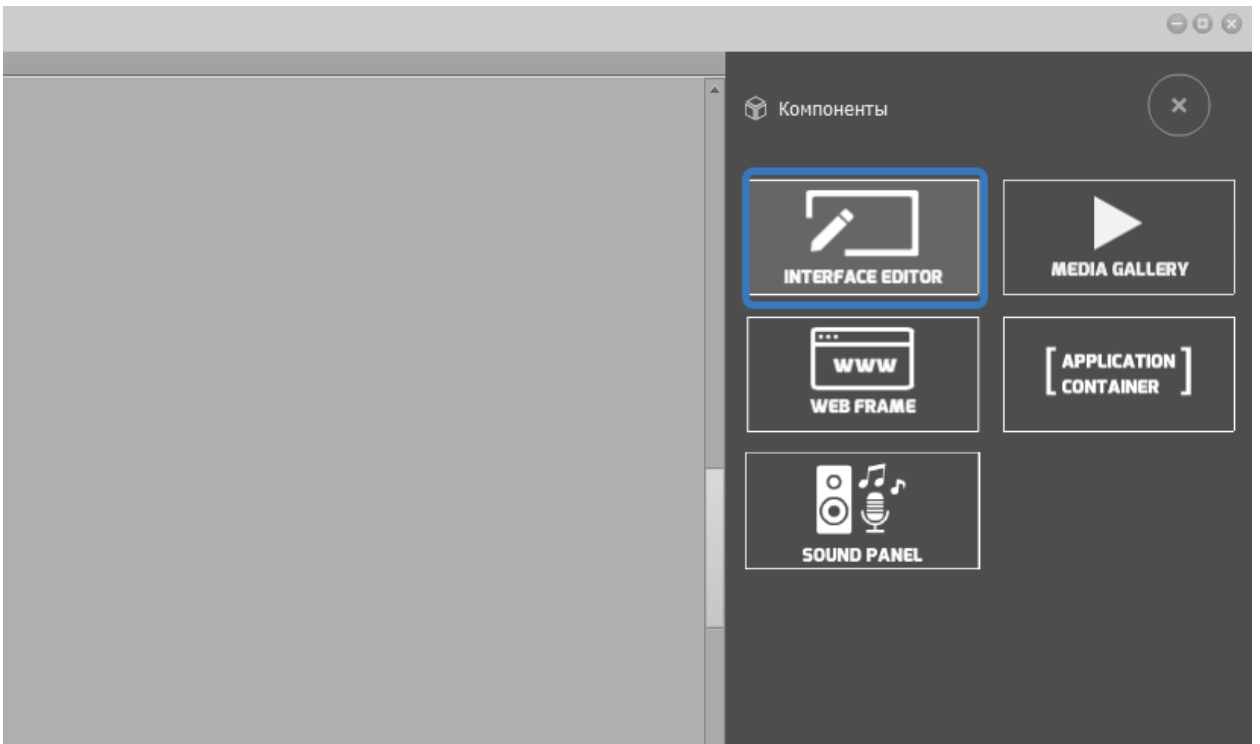 Компоненты
INTERFACE EDITOR
MEDIA GALLERY
WWW
WEB FRAME
[ APPLICATION
CONTAINER ]
SOUND PANEL